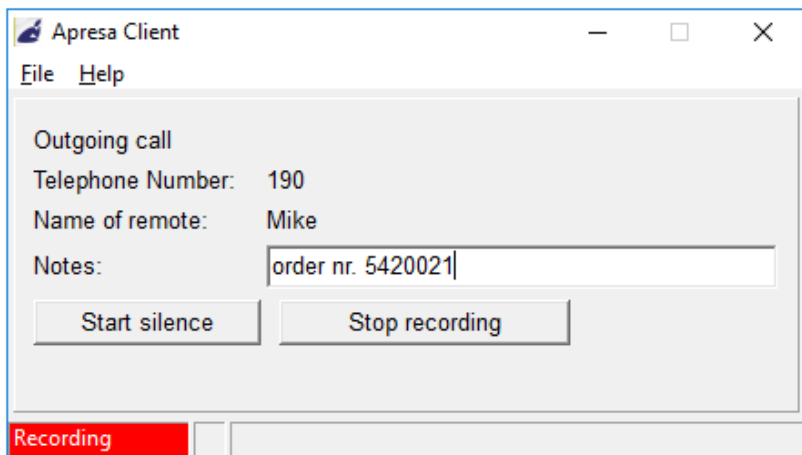 Apresa Client
File Help
Outgoing call
Telephone Number: 190
Name of remote: Mike
Notes: order nr. 5420021
Start silence Stop recording
Recording